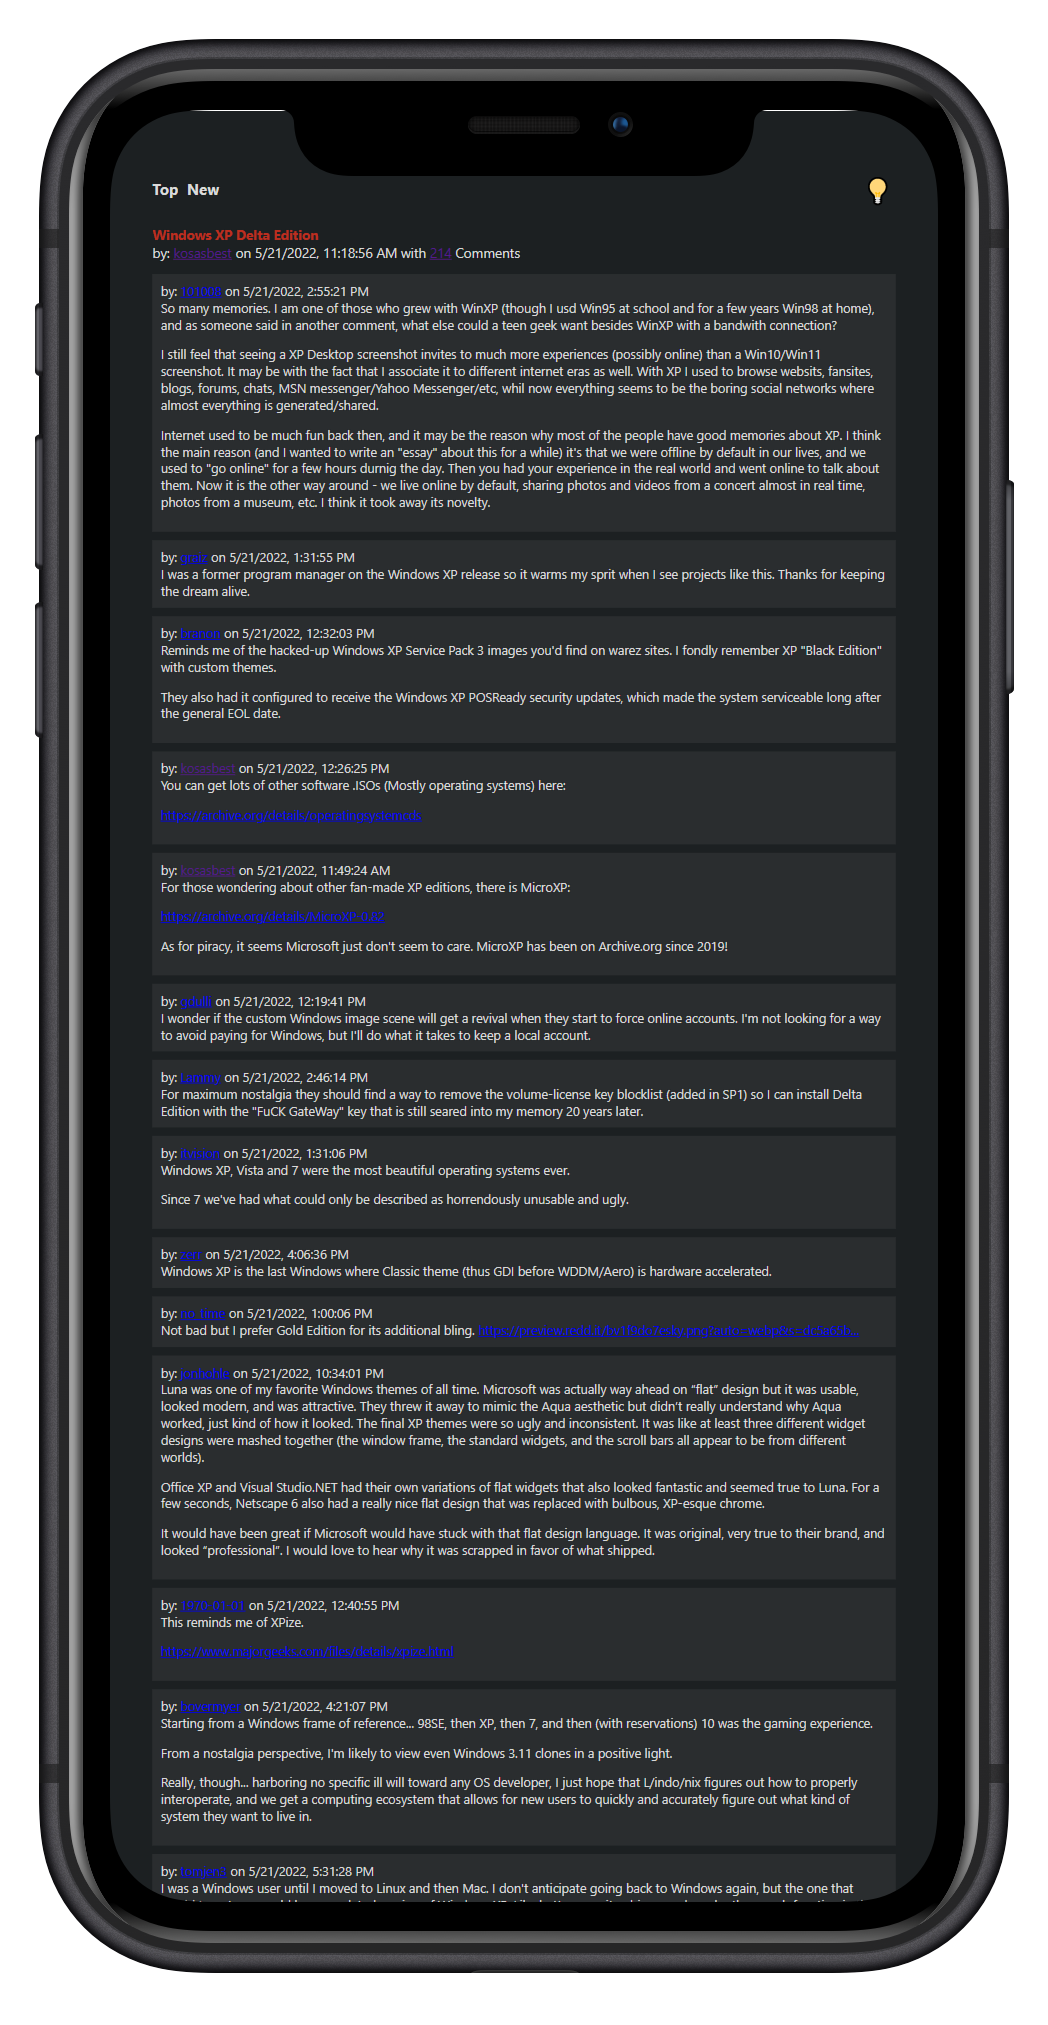 Top New
Windows XP Delta Edition
by: kosasbest on 5/21/2022, 11:18:56 AM with 214 Comments
by: on 5/21/2022, 2:55:21 PM
So many memories. I am one of those who grew with WinXP (though I usd Win95 at school and for a few years Win98 at home),
and as someone said in another comment, what else could a teen geek want besides WinXP with a bandwith connection?
I still feel that seeing a XP Desktop screenshot invites to much more experiences (possibly online) than a Win10/Win11
screenshot. It may be with the fact that I associate it to different internet eras as well. With XP I used to browse websits, fansites,
blogs, forums, chats, MSN messenger/Yahoo Messenger/etc, whil now everything seems to be the boring social networks where
almost everything is generated/shared.
Internet used to be much fun back then, and it may be the reason why most of the people have good memories about XP. I think
the main reason (and I wanted to write an "essay" about this for a while) it's that we were offline by default in our lives, and we
used to "go online" for a few hours durnig the day. Then you had your experience in the real world and went online to talk about
them. Now it is the other way around - we live online by default, sharing photos and videos from a concert almost in real time,
photos from a museum, etc. I think it took away its novelty.
by: on 5/21/2022, 1:31:55 PM
I was a former program manager on the Windows XP release so it warms my sprit when I see projects like this. Thanks for keeping
the dream alive.
by: on 5/21/2022, 12:32:03 PM
Reminds me of the hacked-up Windows XP Service Pack 3 images you'd find on warez sites. I fondly remember XP "Black Edition"
with custom themes.
They also had it configured to receive the Windows XP POSReady security updates, which made the system serviceable long after
the general EOL date.
by: kosasbest on 5/21/2022, 12:26:25 PM
You can get lots of other software .ISOs (Mostly operating systems) here:
https://archive.org/details/operatingsystemcds
by: kosasbest on 5/21/2022, 11:49:24 AM
For those wondering about other fan-made XP editions, there is MicroXP:
https://archive.org/details/MicroXP-0.82
As for piracy, it seems Microsoft just don't seem to care. MicroXP has been on Archive.org since 2019!
by: on 5/21/2022, 12:19:41 PM
I wonder if the custom Windows image scene will get a revival when they start to force online accounts. I'm not looking for a way
to avoid paying for Windows, but I'll do what it takes to keep a local account.
by: on 5/21/2022, 2:46:14 PM
For maximum nostalgia they should find a way to remove the volume-license key blocklist (added in SP1) so I can install Delta
Edition with the "FuCK GateWay" key that is still seared into my memory 20 years later.
by: on 5/21/2022, 1:31:06 PM
Windows XP, Vista and 7 were the most beautiful operating systems ever.
Since 7 we've had what could only be described as horrendously unusable and ugly.
by: on 5/21/2022, 4:06:36 PM
Windows XP is the last Windows where Classic theme (thus GDI before WDDM/Aero) is hardware accelerated.
by: on 5/21/2022, 1:00:06 PM
Not bad but I prefer Gold Edition for its additional bling.
by: on 5/21/2022, 10:34:01 PM
Luna was one of my favorite Windows themes of all time. Microsoft was actually way ahead on “flat” design but it was usable,
looked modern, and was attractive. They threw it away to mimic the Aqua aesthetic but didn’t really understand why Aqua
worked, just kind of how it looked. The final XP themes were so ugly and inconsistent. It was like at least three different widget
designs were mashed together (the window frame, the standard widgets, and the scroll bars all appear to be from different
worlds).
Office XP and Visual Studio.NET had their own variations of flat widgets that also looked fantastic and seemed true to Luna. For a
few seconds, Netscape 6 also had a really nice flat design that was replaced with bulbous, XP-esque chrome.
It would have been great if Microsoft would have stuck with that flat design language. It was original, very true to their brand, and
looked “professional”. I would love to hear why it was scrapped in favor of what shipped.
by: 1970-01-01 on 5/21/2022, 12:40:55 PM
This reminds me of XPize.
https://www.majorgeeks.com/files/details/xpize.html
by: bovermyer on 5/21/2022, 4:21:07 PM
Starting from a Windows frame of reference... 98SE, then XP, then 7, and then (with reservations) 10 was the gaming experience.
From a nostalgia perspective, I'm likely to view even Windows 3.11 clones in a positive light.
Really, though... harboring no specific ill will toward any OS developer, I just hope that L/indo/nix figures out how to properly
interoperate, and we get a computing ecosystem that allows for new users to quickly and accurately figure out what kind of
system they want to live in.
by: on 5/21/2022, 5:31:28 PM
I was a Windows user until I moved to Linux and then Mac. I don't anticipate going back to Windows again, but the one that